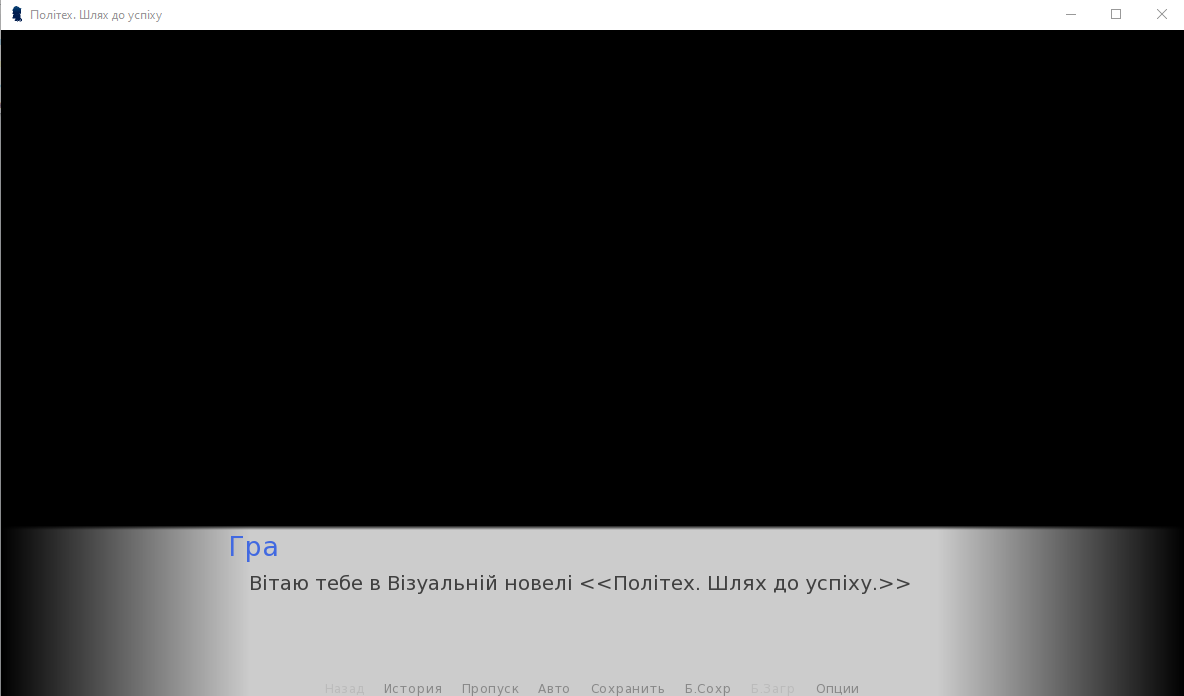 Політех. Шлях до успіху
Гра
Вітаю тебе в Візуальній новелі <<Політех. Шлях до успіху.>>
Назад История Пропуск Авто Сохранить Б.Сохр Б.Загр Опции